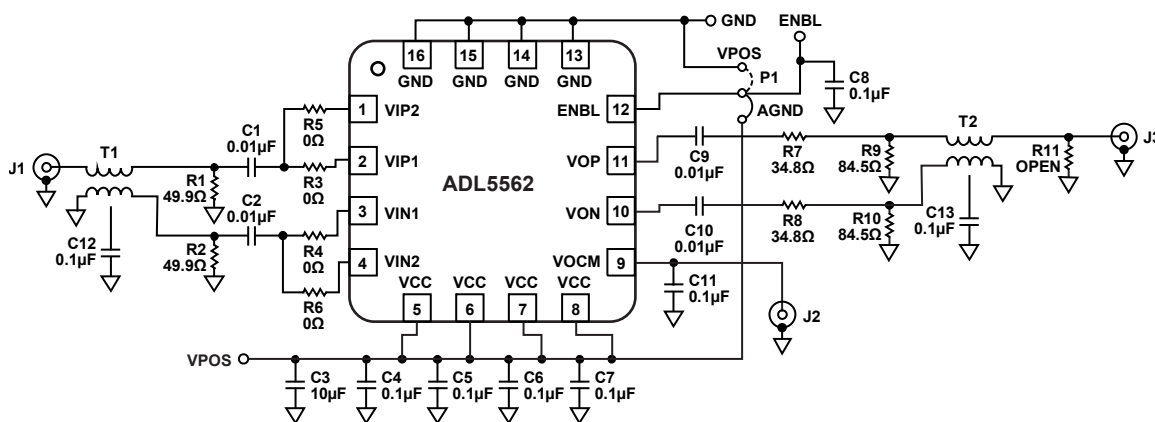 GND
ENBL
VPOS
P1
AGND
C8
0.1µF
16
GND
15
GND
14
GND
13
GND
ADL5562
1
VIP2
2
VIP1
3
VIN1
4
VIN2
ENBL
12
VOP
11
VON
10
VOCM
9
VCC
5
VCC
6
VCC
7
VCC
8
J1
T1
R1
49.9Ω
R2
49.9Ω
C12
0.1µF
C1
0.01µF
C2
0.01µF
R5
0Ω
R3
0Ω
R4
0Ω
R6
0Ω
C9
0.01µF
C10
0.01µF
R7
34.8Ω
R8
34.8Ω
R9
84.5Ω
R10
84.5Ω
T2
C13
0.1µF
R11
OPEN
J3
C11
0.1µF
J2
VPOS
C3
10µF
C4
0.1µF
C5
0.1µF
C6
0.1µF
C7
0.1µF